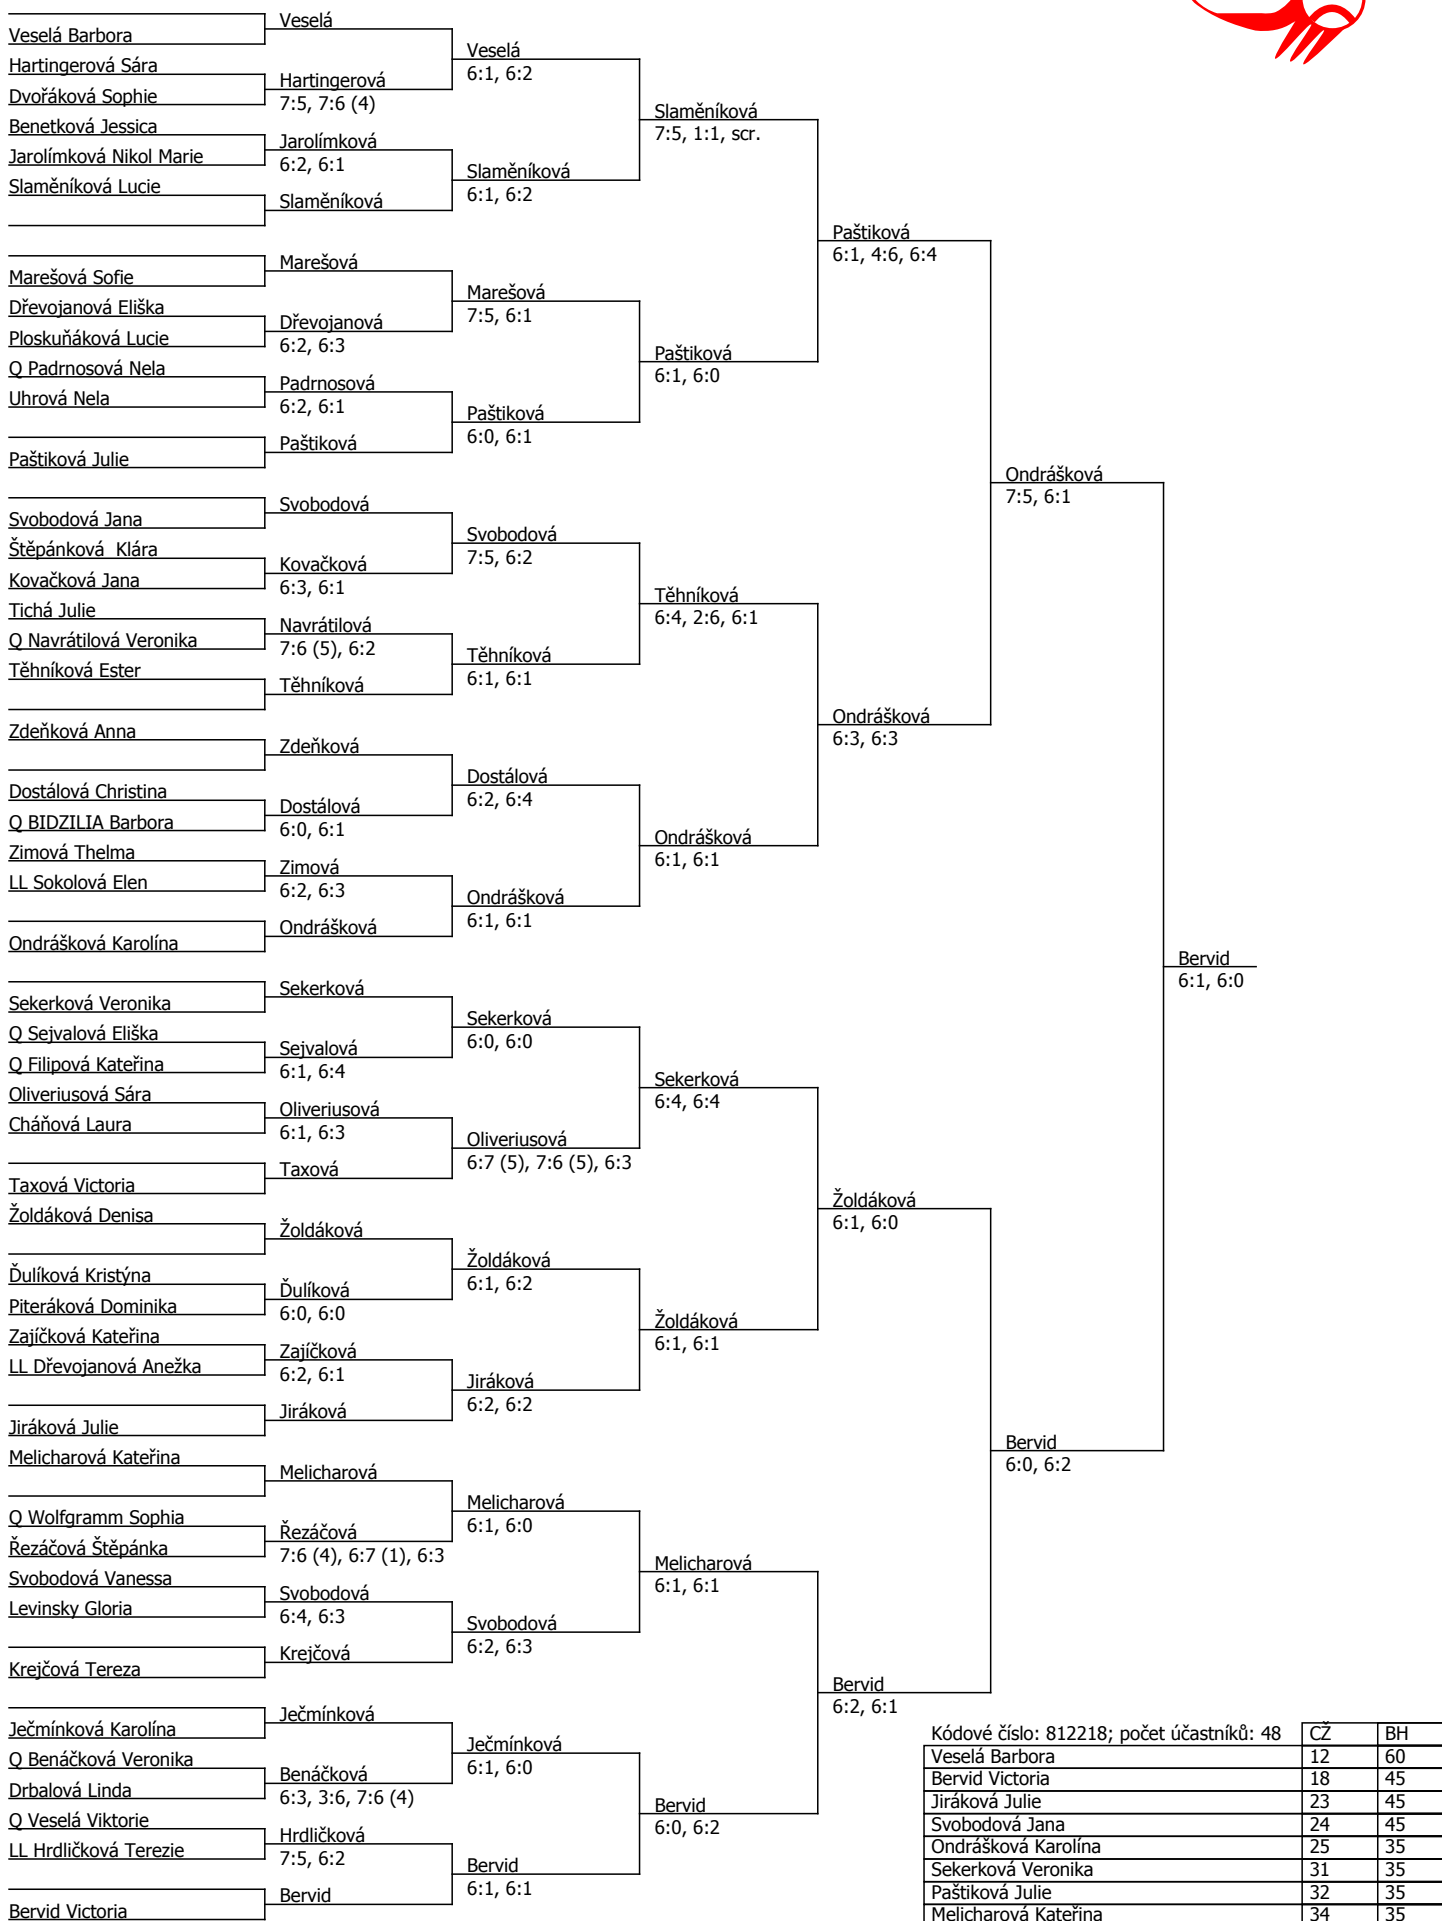 Veselá Barbora
Hartingerová Sára
Dvořáková Sophie
Benetková Jessica
Jarolímková Nikol Marie
Slaměníková Lucie
Marešová Sofie
Dřevojanová Eliška
Ploskuňáková Lucie
Q Padrnosová Nela
Uhrová Nela
Paštiková Julie
Svobodová Jana
Štěpánková  Klára
Kovačková Jana
Tichá Julie
Q Navrátilová Veronika
Těhníková Ester
Zdeňková Anna
Dostálová Christina
Q BIDZILIA Barbora
Zimová Thelma
LL Sokolová Elen
Ondrášková Karolína
Sekerková Veronika
Q Sejvalová Eliška
Q Filipová Kateřina
Oliveriusová Sára
Cháňová Laura
Taxová Victoria
Žoldáková Denisa
Ďulíková Kristýna
Piteráková Dominika
Zajíčková Kateřina
LL Dřevojanová Anežka
Jiráková Julie
Melicharová Kateřina
Q Wolfgramm Sophia
Řezáčová Štěpánka
Svobodová Vanessa
Levinsky Gloria
Krejčová Tereza
Ječmínková Karolína
Q Benáčková Veronika
Drbalová Linda
Q Veselá Viktorie
LL Hrdličková Terezie
Bervid Victoria
Veselá
Hartingerová
7:5, 7:6 (4)
Jarolímková
6:2, 6:1
Slaměníková
Marešová
Dřevojanová
6:2, 6:3
Padrnosová
6:2, 6:1
Paštiková
Svobodová
Kovačková
6:3, 6:1
Navrátilová
7:6 (5), 6:2
Těhníková
Zdeňková
Dostálová
6:0, 6:1
Zimová
6:2, 6:3
Ondrášková
Sekerková
Sejvalová
6:1, 6:4
Oliveriusová
6:1, 6:3
Taxová
Žoldáková
Ďulíková
6:0, 6:0
Zajíčková
6:2, 6:1
Jiráková
Melicharová
Řezáčová
7:6 (4), 6:7 (1), 6:3
Svobodová
6:4, 6:3
Krejčová
Ječmínková
Benáčková
6:3, 3:6, 7:6 (4)
Hrdličková
7:5, 6:2
Bervid
Veselá
6:1, 6:2
Slaměníková
6:1, 6:2
Marešová
7:5, 6:1
Paštiková
6:0, 6:1
Svobodová
7:5, 6:2
Těhníková
6:1, 6:1
Dostálová
6:2, 6:4
Ondrášková
6:1, 6:1
Sekerková
6:0, 6:0
Oliveriusová
6:7 (5), 7:6 (5), 6:3
Žoldáková
6:1, 6:2
Jiráková
6:2, 6:2
Melicharová
6:1, 6:0
Svobodová
6:2, 6:3
Ječmínková
6:1, 6:0
Bervid
6:1, 6:1
Slaměníková
7:5, 1:1, scr.
Paštiková
6:1, 6:0
Těhníková
6:4, 2:6, 6:1
Ondrášková
6:1, 6:1
Sekerková
6:4, 6:4
Žoldáková
6:1, 6:1
Melicharová
6:1, 6:1
Bervid
6:0, 6:2
Paštiková
6:1, 4:6, 6:4
Ondrášková
6:3, 6:3
Žoldáková
6:1, 6:0
Bervid
6:2, 6:1
Ondrášková
7:5, 6:1
Bervid
6:0, 6:2
Bervid
6:1, 6:0
Kódové číslo: 812218; počet účastníků: 48 CŽ BH
Veselá Barbora 12 60
Bervid Victoria 18 45
Jiráková Julie 23 45
Svobodová Jana 24 45
Ondrášková Karolína 25 35
Sekerková Veronika 31 35
Paštiková Julie 32 35
Melicharová Kateřina 34 35